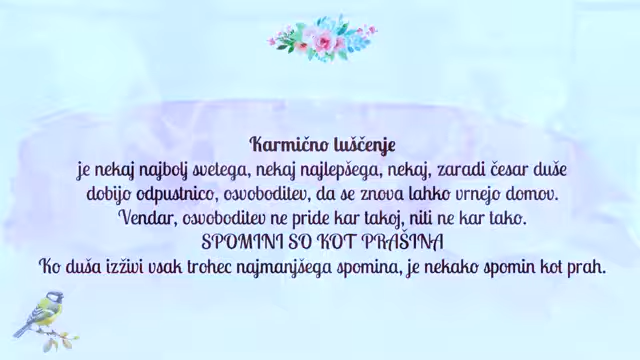 Karmično luščenje
je nekaj najbolj svetega, nekaj najlepšega, nekaj, zaradi česar duše
dobijo odpustnico, osvoboditev, da se znova lahko vrnejo domov.
Vendar, osvoboditev ne pride kar takoj, niti ne kar tako.
SPOMINI SO KOT PRAŠINA
Ko duša izživi vsak trohec najmanjšega spomina, je nekako spomin kot prah.